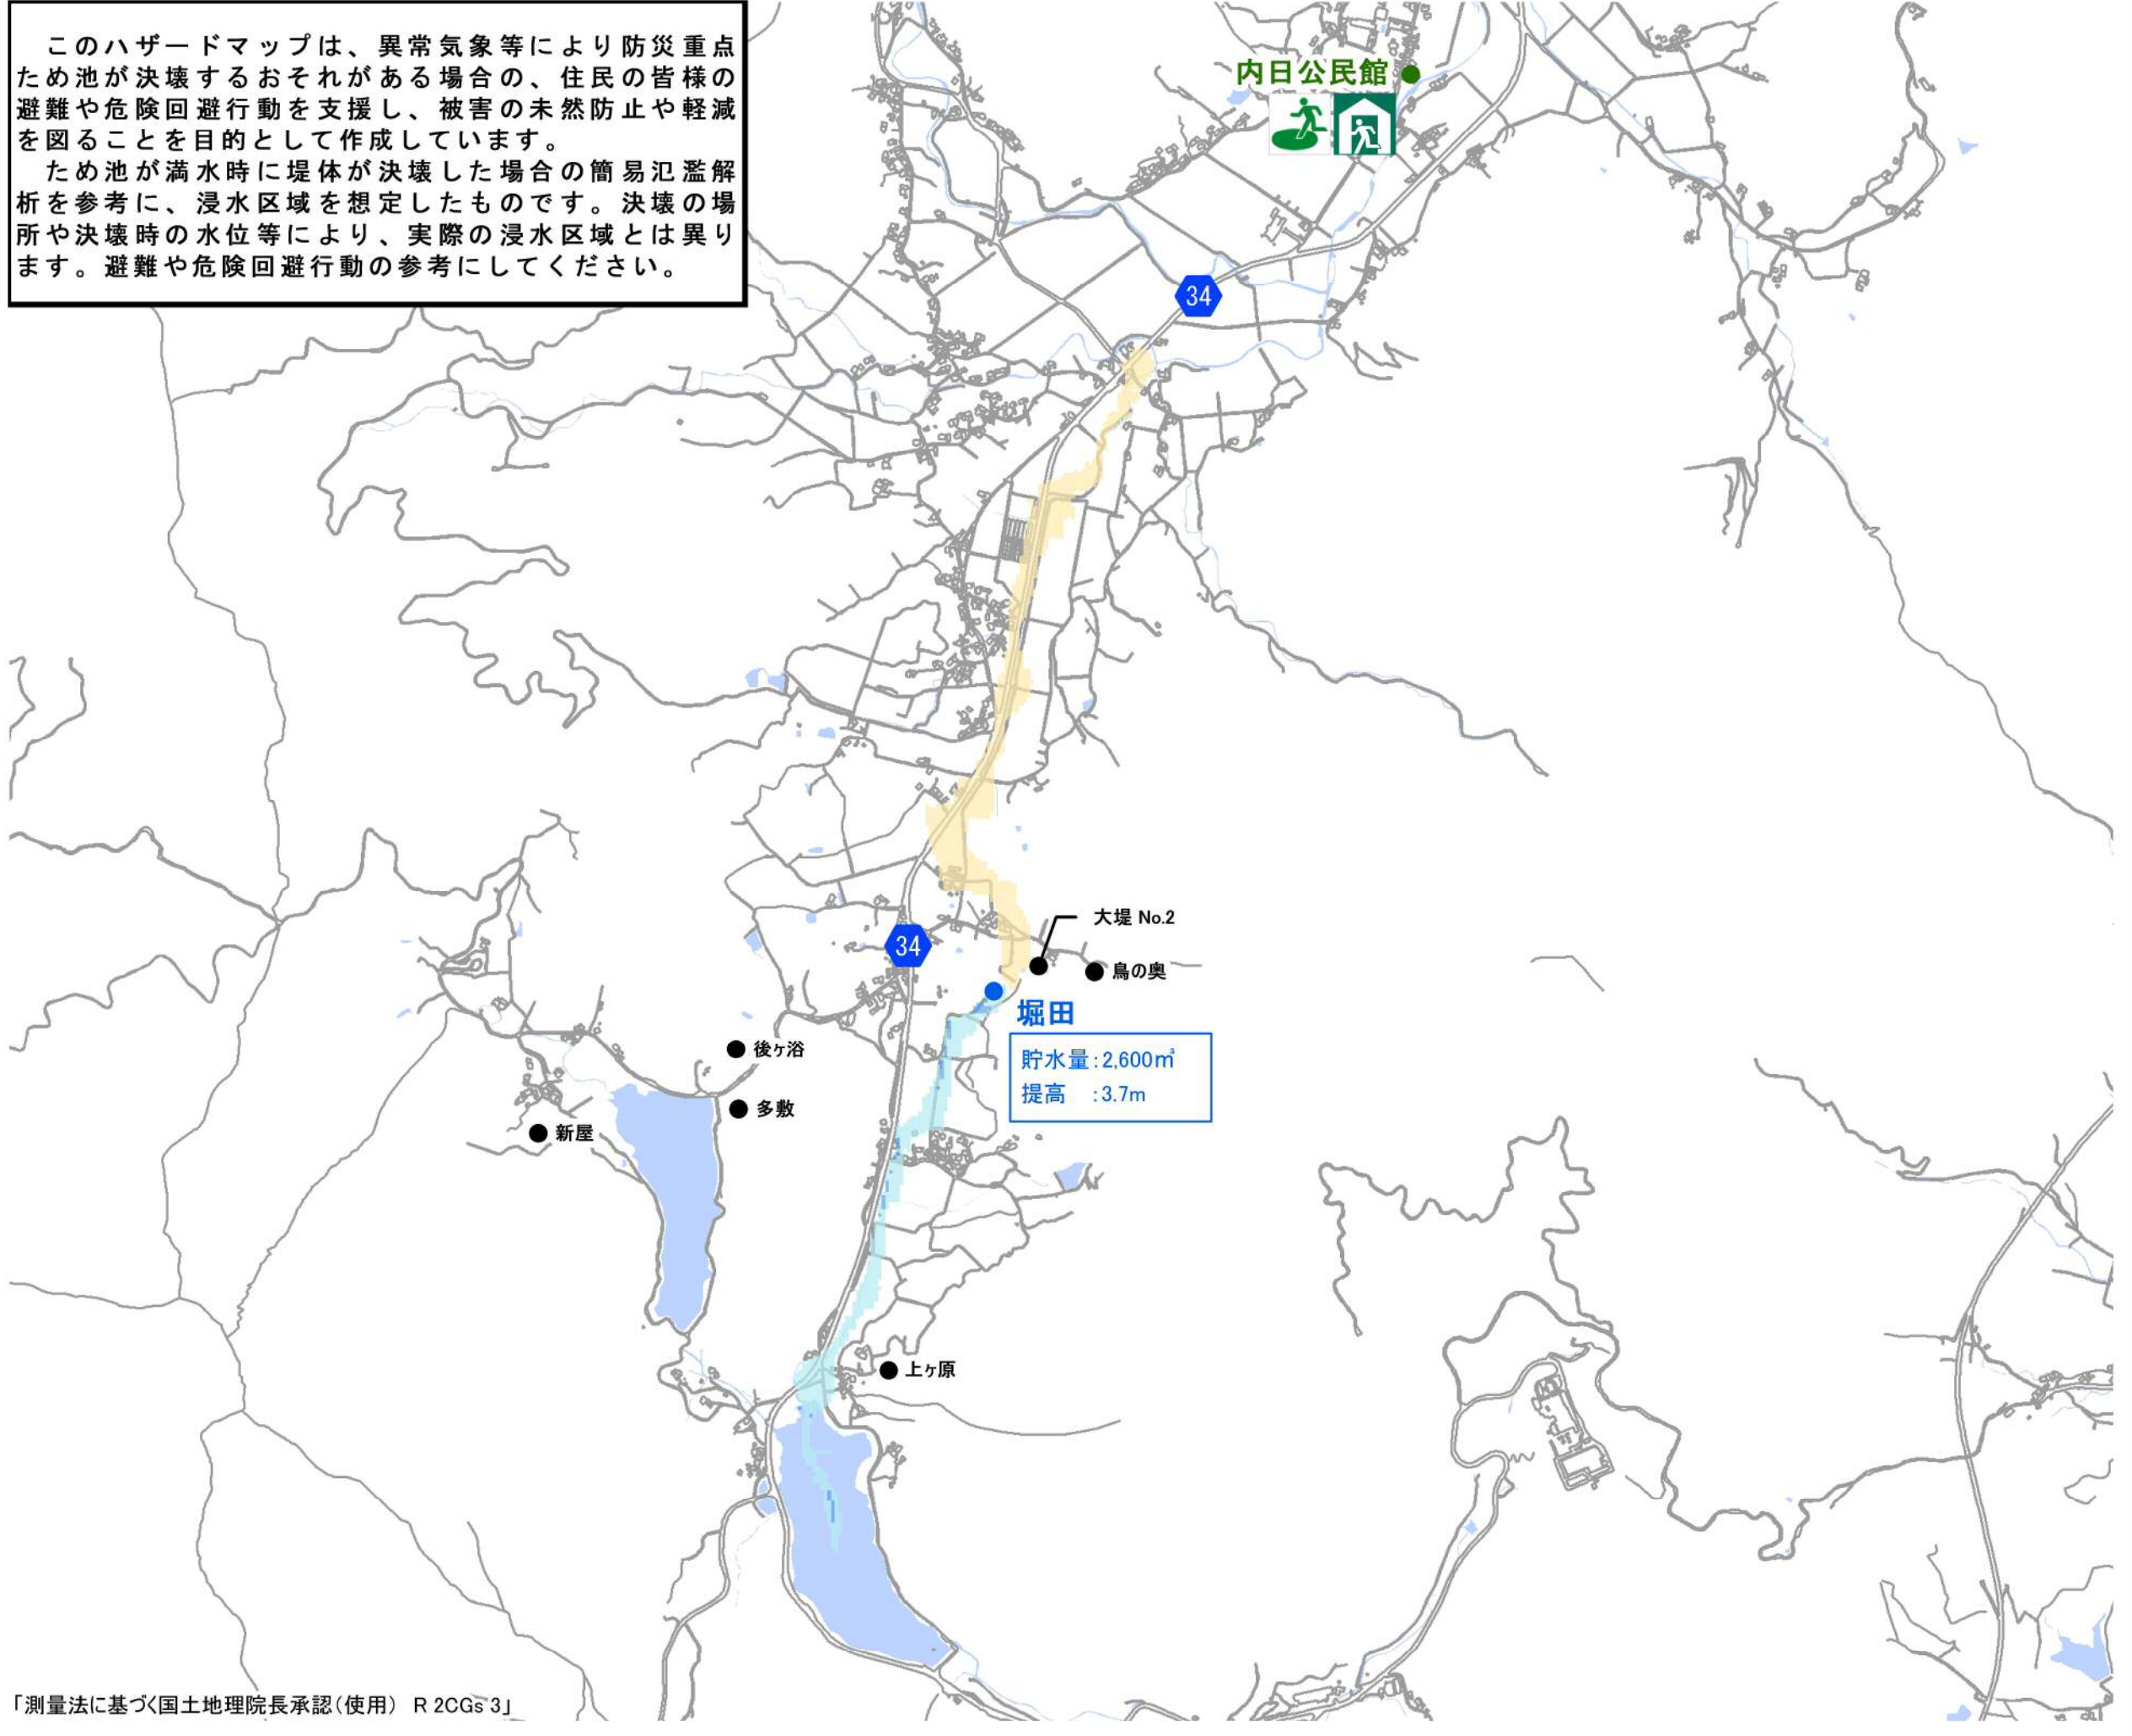 このハザードマップは、異常気象等により防災重点
ため池が決壊するおそれがある場合の、住民の皆様の
避難や危険回避行動を支援し、被害の未然防止や軽減
を図ることを目的として作成しています。
　ため池が満水時に堤体が決壊した場合の簡易氾濫解
析を参考に、浸水区域を想定したものです。決壊の場
所や決壊時の水位等により、実際の浸水区域とは異り
ます。避難や危険回避行動の参考にしてください。
内日公民館
34
大堤 No.2
34
鳥の奥
堀田
貯水量:2,600㎥
提高　:3.7m
後ヶ浴
多敷
新屋
上ヶ原
「測量法に基づく国土地理院長承認(使用)　R 2CGs 3」